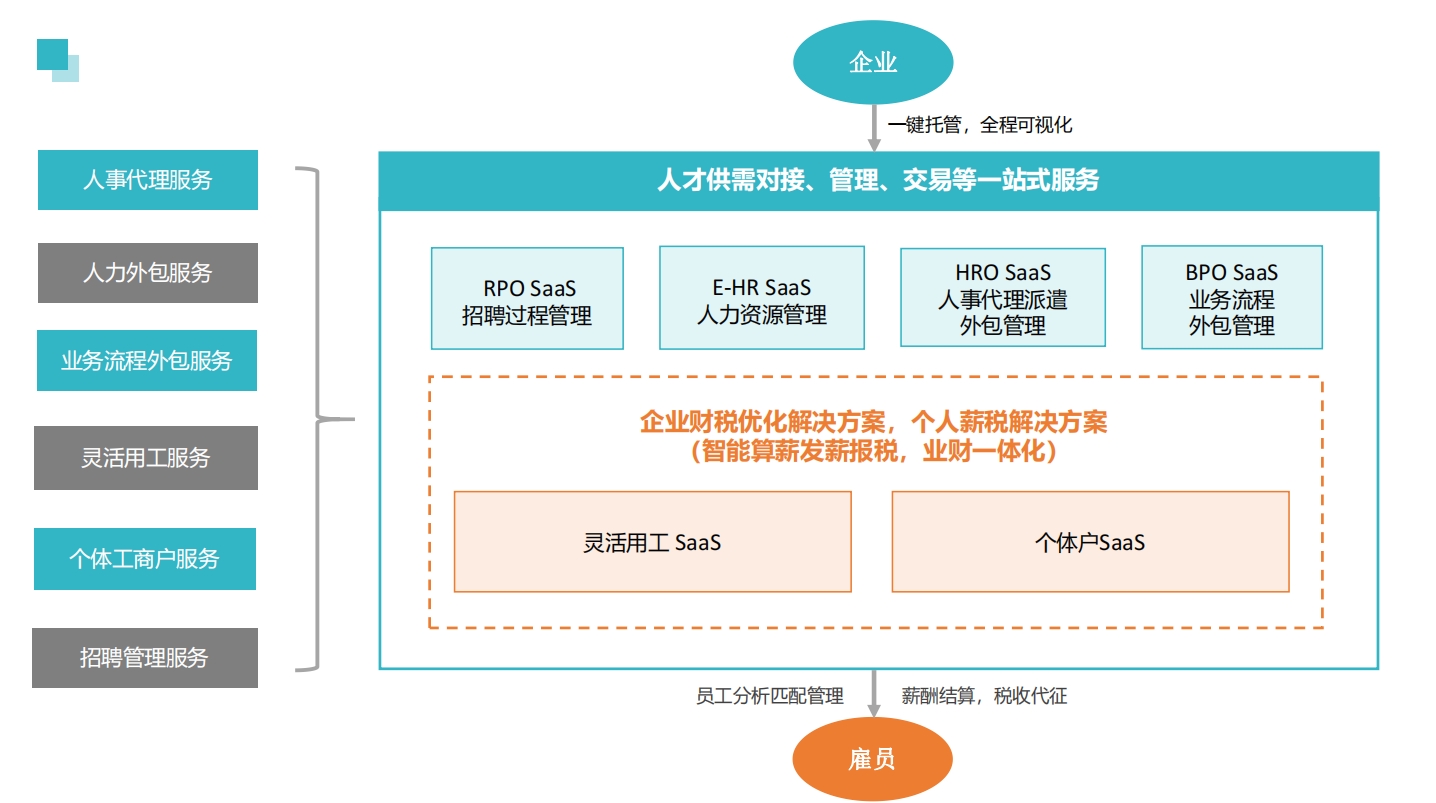 企业
一键托管，全程可视化
人事代理服务
人力外包服务
业务流程外包服务
灵活用工服务
个体工商户服务
招聘管理服务
人才供需对接、管理、交易等一站式服务
RPO SaaS
招聘过程管理
E-HR SaaS
人力资源管理
HRO SaaS
人事代理派遣
外包管理
BPO SaaS
业务流程
外包管理
企业财税优化解决方案，个人薪税解决方案
（智能算薪发薪报税，业财一体化）
灵活用工 SaaS
个体户SaaS
员工分析匹配管理
薪酬结算，税收代征
雇员